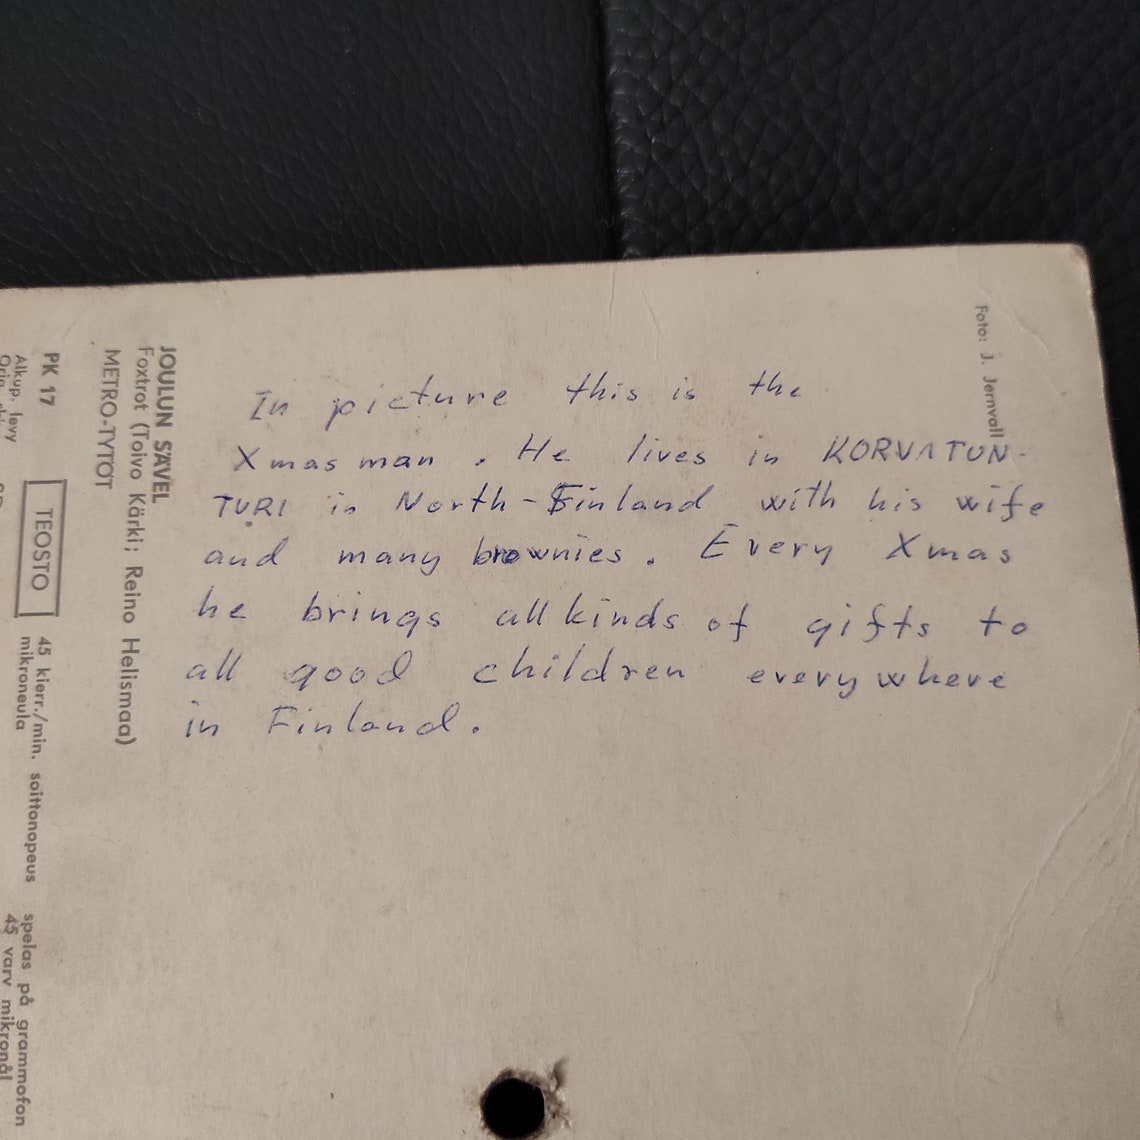 In picture this is the
Xmas man. He lives in KORVATUN-
TURI in North-Finland with his wife
and many brownies. Every Xmas
he brings all kinds of gifts to
all good children everywhere
in Finland.
Foto: J. Jernvall
JOULUN SÄVEL
Foxtrot (Toivo Kärki; Reino Helismaa)
METRO-TYTÖT
PK 17
TEOSTO
45 kierr./min. soittonopeus
mikroneula
spelas på grammofon
45 varv mikronål
Alkup. levy